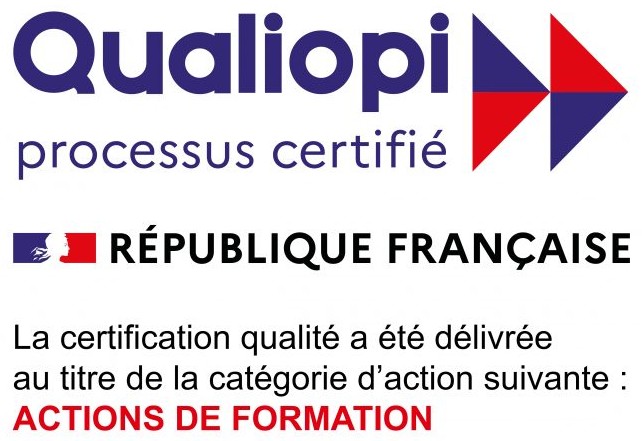 Qualiopi
processus certifié
RÉPUBLIQUE FRANÇAISE
La certification qualité a été délivrée
au titre de la catégorie d’action suivante :
ACTIONS DE FORMATION